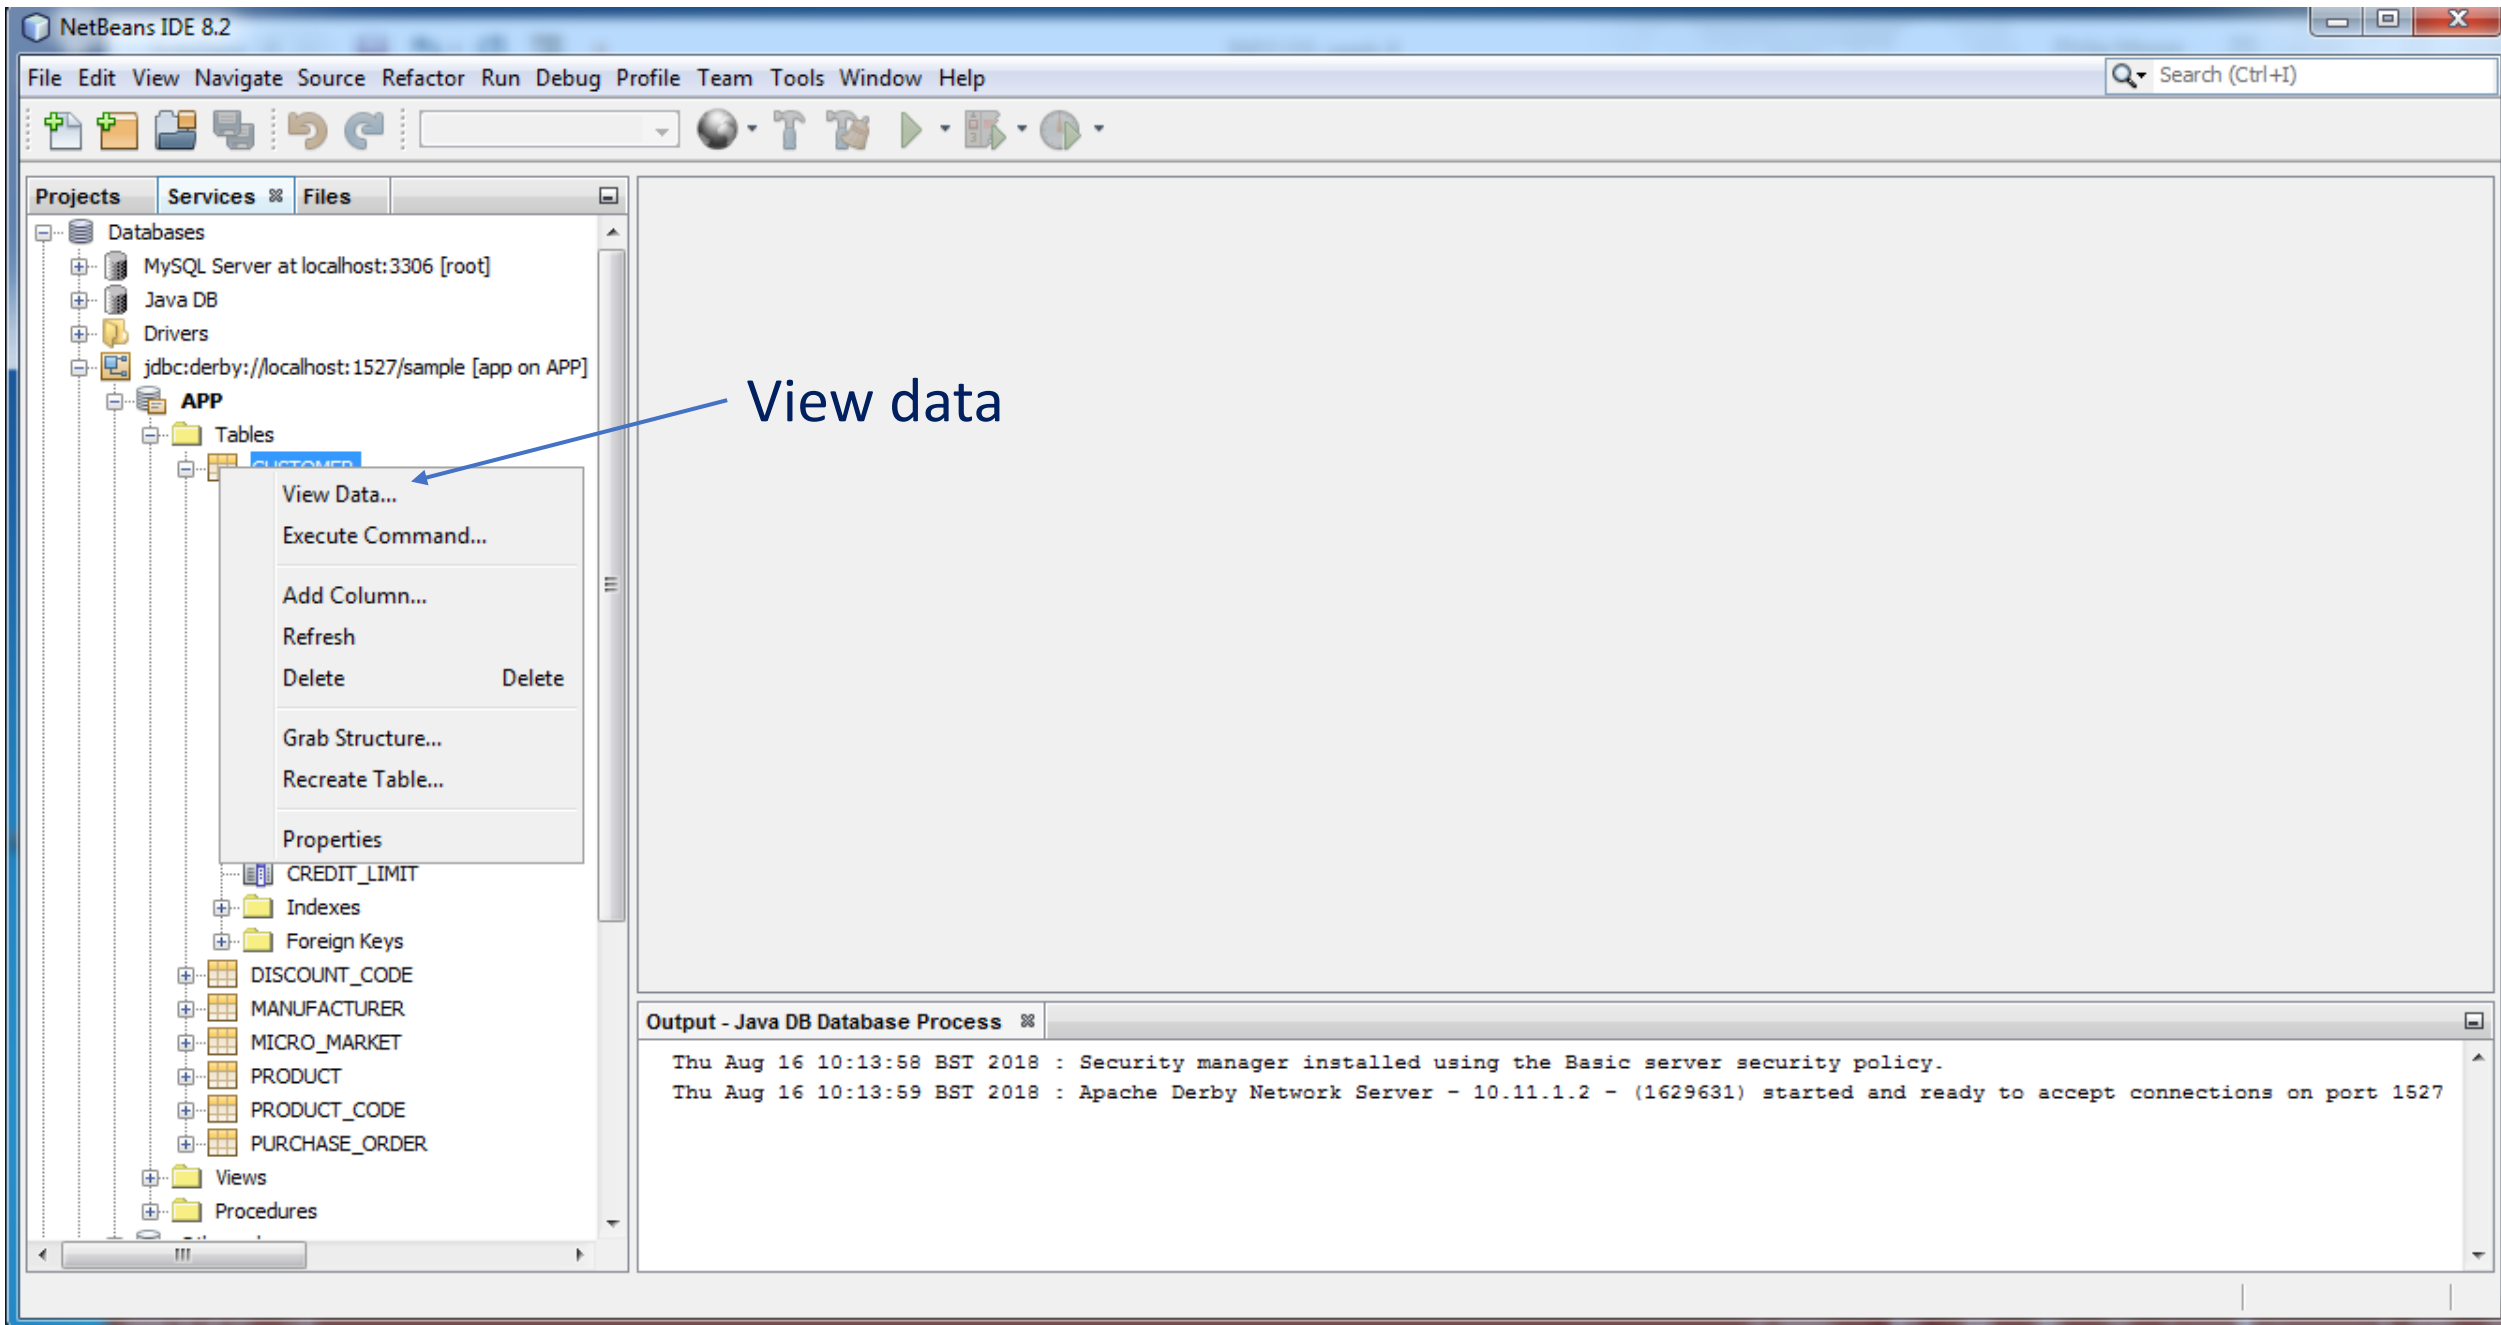 NetBeans IDE 8.2
File Edit View Navigate Source Refactor Run Debug Profile Team Tools Window Help
Search (Ctrl+I)
Projects Services Files
Databases
MySQL Server at localhost:3306 [root]
Java DB
Drivers
jdbc:derby://localhost:1527/sample [app on APP]
APP
Tables
CUSTOMER
View data
View Data...
Execute Command...
Add Column...
Refresh
Delete Delete
Grab Structure...
Recreate Table...
Properties
CREDIT_LIMIT
Indexes
Foreign Keys
DISCOUNT_CODE
MANUFACTURER
MICRO_MARKET
PRODUCT
PRODUCT_CODE
PURCHASE_ORDER
Views
Procedures
Output - Java DB Database Process
Thu Aug 16 10:13:58 BST 2018 : Security manager installed using the Basic server security policy.
Thu Aug 16 10:13:59 BST 2018 : Apache Derby Network Server - 10.11.1.2 - (1629631) started and ready to accept connections on port 1527